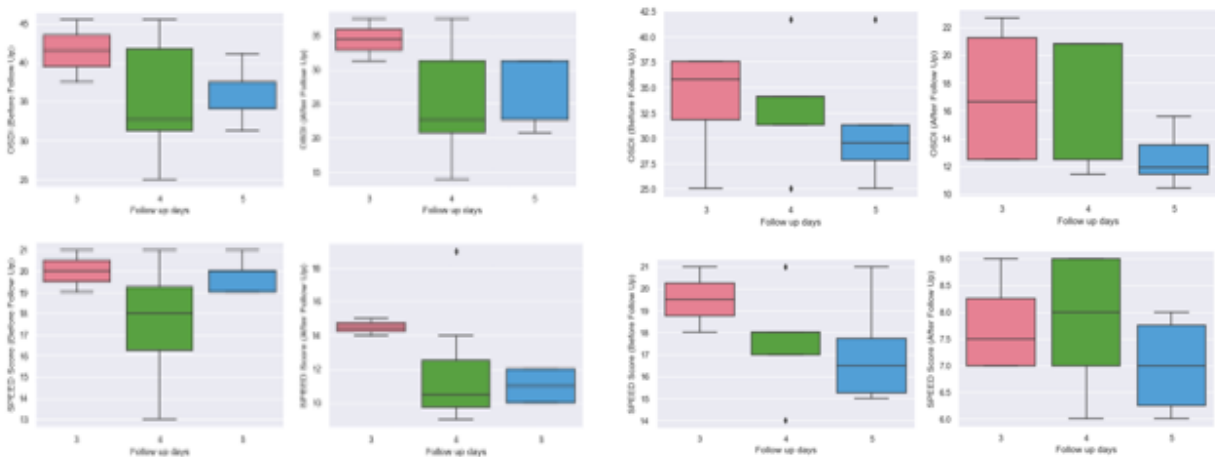 OSDI (Before Follow Up)
45
40
35
30
25
3 4 5
Follow up days
OSDI (After Follow Up)
35
30
25
20
15
3 4 5
Follow up days
OSDI (Before Follow Up)
37.5
35.0
32.5
30.0
27.5
25.0
3 4 5
Follow up days
OSDI (After Follow Up)
22
20
18
16
14
12
10
3 4 5
Follow up days
SPEED Score (Before Follow Up)
21
20
19
18
17
16
15
14
13
3 4 5
Follow up days
SPEED Score (After Follow Up)
18
16
14
12
10
3 4 5
Follow up days
SPEED Score (Before Follow Up)
21
20
19
18
17
16
15
14
3 4 5
Follow up days
SPEED Score (After Follow Up)
9.0
8.5
8.0
7.5
7.0
6.5
6.0
3 4 5
Follow up days